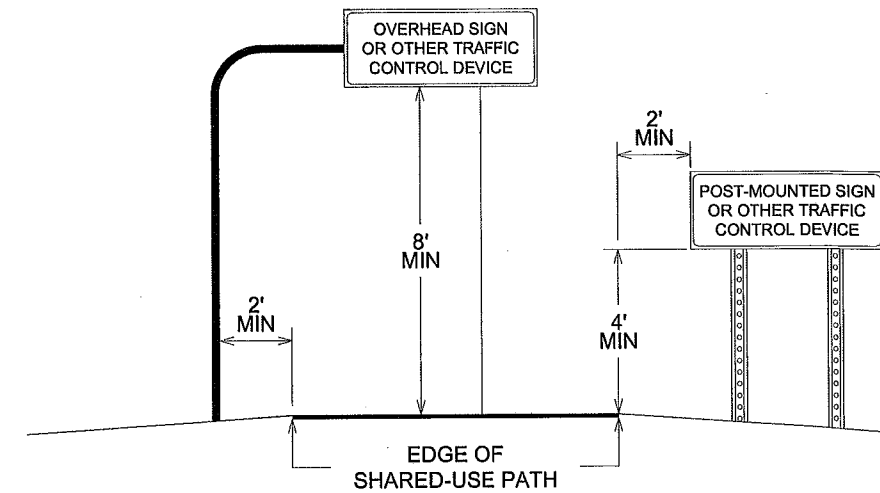 OVERHEAD SIGN
OR OTHER TRAFFIC
CONTROL DEVICE
2'
MIN
POST-MOUNTED SIGN
OR OTHER TRAFFIC
CONTROL DEVICE
8'
MIN
2'
MIN
4'
MIN
EDGE OF
SHARED-USE PATH